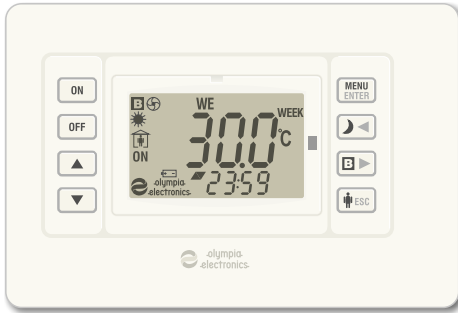 ON
OFF
B
WE
WEEK
30.0 °C
ON
olympia
electronics
23:59
MENU
ENTER
B
ESC
olympia
electronics